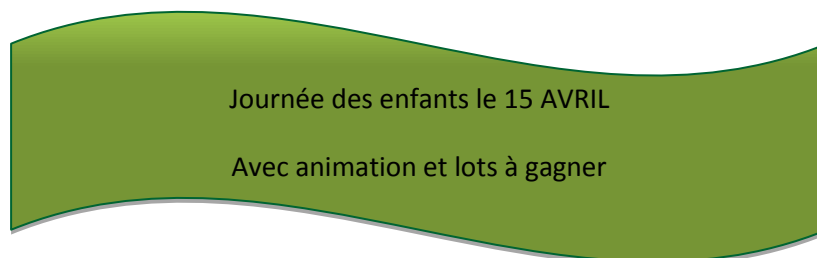 Journée des enfants le 15 AVRIL
Avec animation et lots à gagner